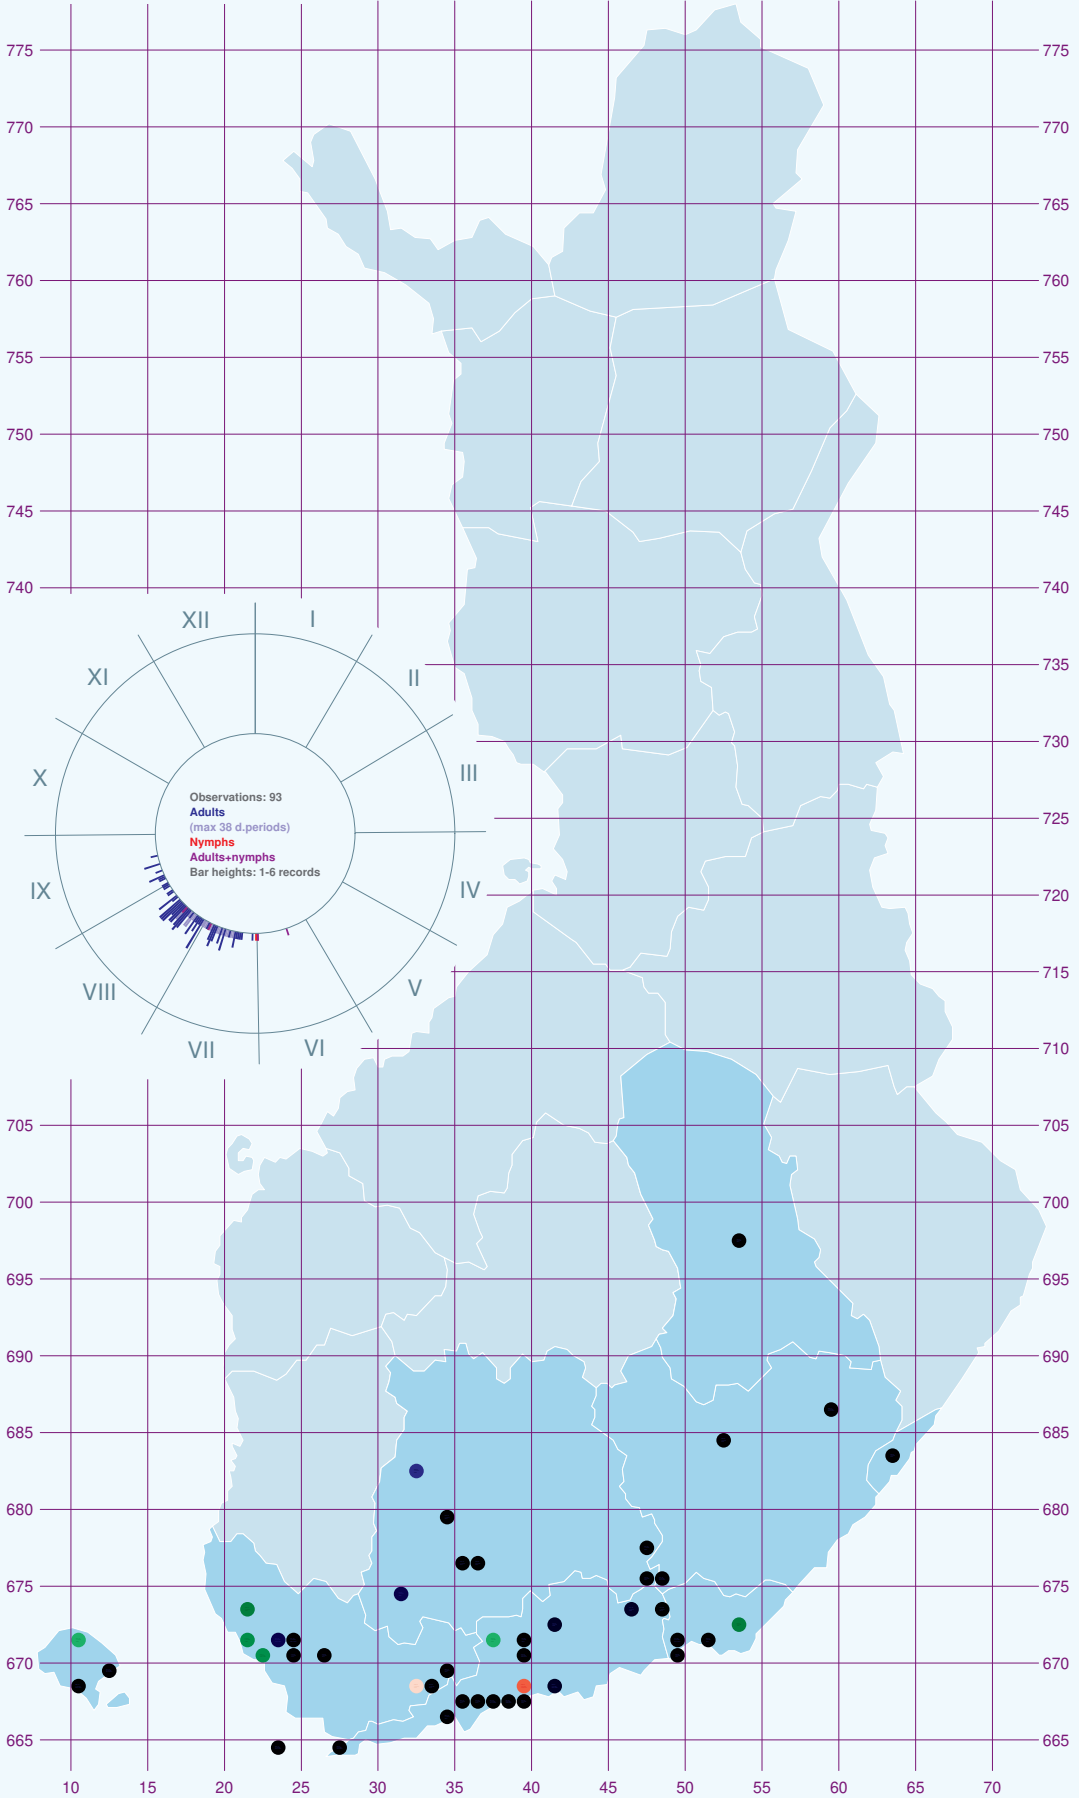 775 775
770 770
765 765
760 760
755 755
750 750
745 745
740 740
XII I
735
XI II
730
X III
Observations: 93
Adults
(max 38 d.periods)
Nymphs
Adults+nymphs
Bar heights: 1-6 records
725
IX IV
720
VIII V
715
VII VI
710
705 705
700 700
695 695
690 690
685 685
680 680
675 675
670 670
665 665
10 15 20 25 30 35 40 45 50 55 60 65 70